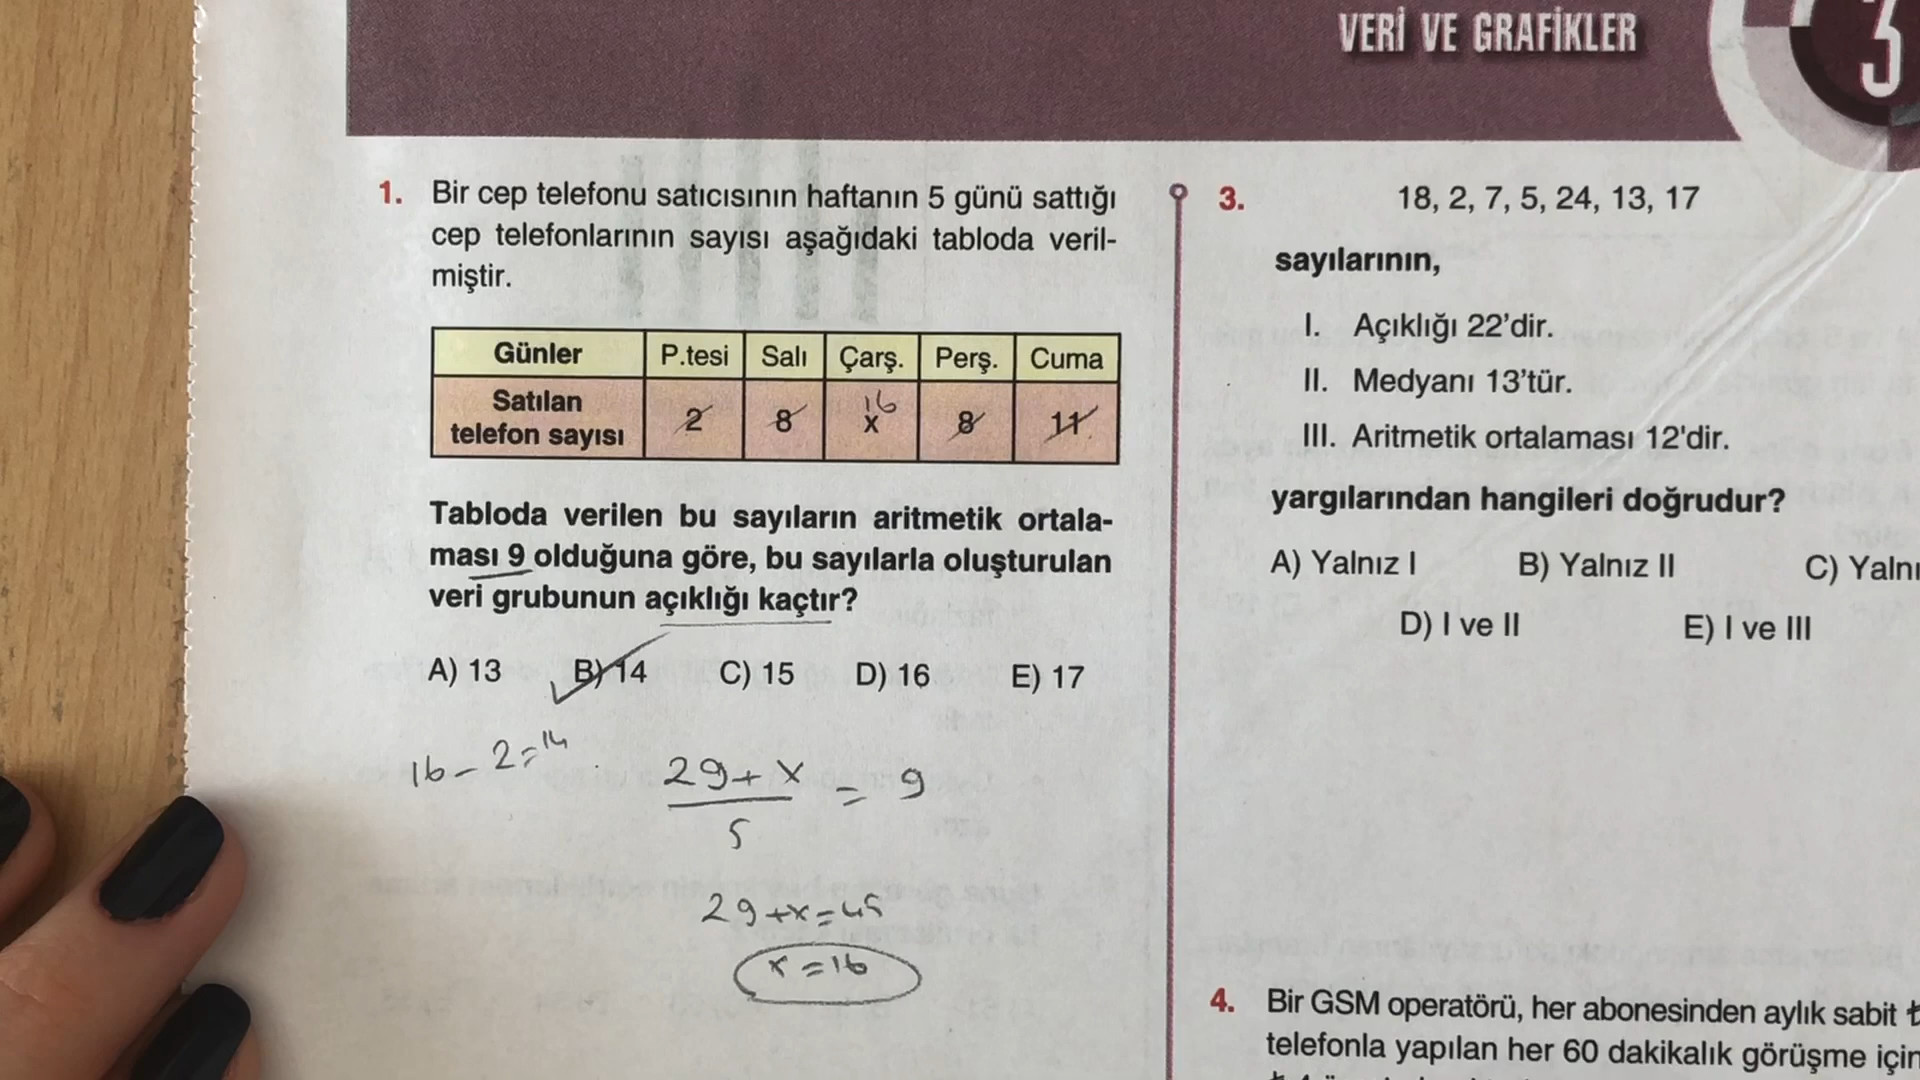 VERİ VE GRAFİKLER
3
1. Bir cep telefonu satıcısının haftanın 5 günü sattığı
cep telefonlarının sayısı aşağıdaki tabloda veril-
miştir.
Günler P.tesi Salı Çarş. Perş. Cuma
16
Satılan
telefon sayısı 2 8 x 8 11
Tabloda verilen bu sayıların aritmetik ortala-
ması 9 olduğuna göre, bu sayılarla oluşturulan
veri grubunun açıklığı kaçtır?
A) 13 B) 14 C) 15 D) 16 E) 17
16 - 2 = 14
29 + x
= 9
5
29 + x = 45
x = 16
3. 18, 2, 7, 5, 24, 13, 17
sayılarının,
I. Açıklığı 22'dir.
II. Medyanı 13'tür.
III. Aritmetik ortalaması 12'dir.
yargılarından hangileri doğrudur?
A) Yalnız I B) Yalnız II C)
D) I ve II E) I ve III
4. Bir GSM operatörü, her abonesinden aylık sabit ₺
telefonla yapılan her 60 dakikalık görüşme için